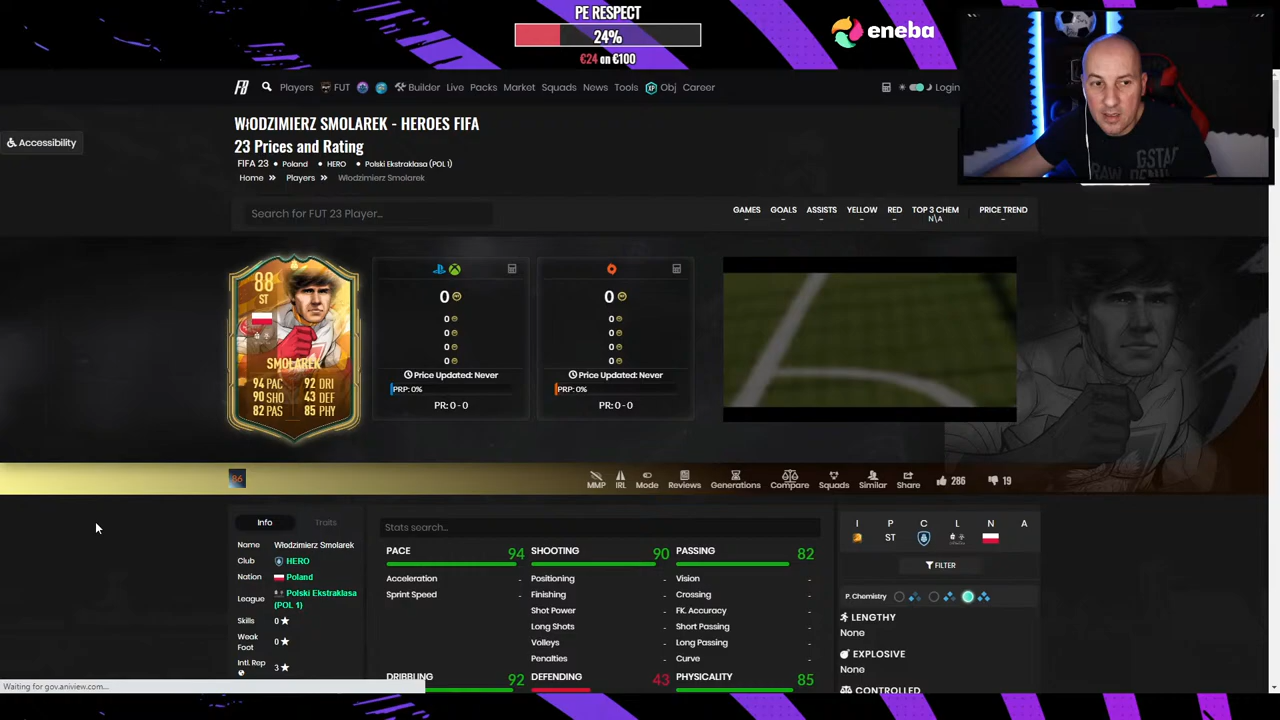 PE RESPECT
24%
€24 on €100
eneba
Players FUT Builder Live Packs Market Squads News Tools Obj Career Login
Accessibility
WŁODZIMIERZ SMOLAREK - HEROES FIFA
23 Prices and Rating
FIFA 23 • Poland • HERO • Polski Ekstraklasa (POL 1)
Home » Players » Włodzimierz Smolarek
Search for FUT 23 Player...
GAMES GOALS ASSISTS YELLOW RED TOP 3 CHEM PRICE TREND
- - - - - N\A -
88
ST
SMOLAREK
94 PAC 92 DRI
90 SHO 43 DEF
82 PAS 85 PHY
0
0
0
0
0
Price Updated: Never
PRP: 0%
PR: 0 - 0
0
0
0
0
0
Price Updated: Never
PRP: 0%
PR: 0 - 0
86
MMP IRL Mode Reviews Generations Compare Squads Similar Share 286 19
Info Traits
Name Włodzimierz Smolarek
Club HERO
Nation Poland
League Polski Ekstraklasa
(POL 1)
Skills 0
Weak
Foot 0
Intl. Rep 3
Stats search...
PACE 94
Acceleration -
Sprint Speed -
SHOOTING 90
Positioning -
Finishing -
Shot Power -
Long Shots -
Volleys -
Penalties -
PASSING 82
Vision -
Crossing -
FK. Accuracy -
Short Passing -
Long Passing -
Curve -
DRIBBLING 92
DEFENDING 43
PHYSICALITY 85
I P C L N A
ST
FILTER
P. Chemistry
LENGTHY
None
EXPLOSIVE
None
CONTROLLED
Waiting for gov.aniview.com...